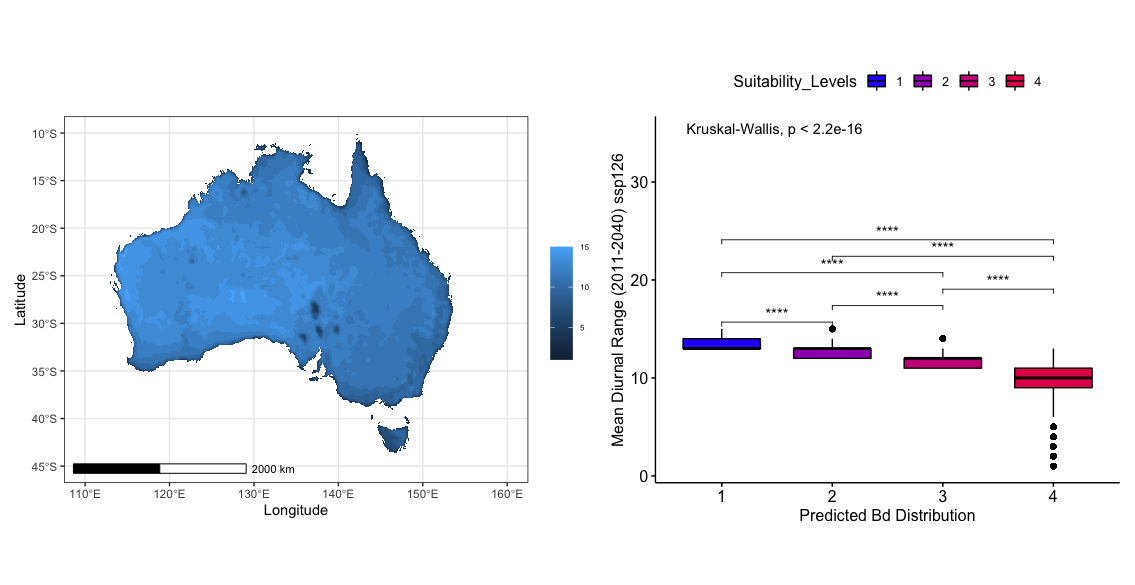 10°S
15°S
20°S
25°S
30°S
35°S
40°S
45°S
Latitude
2000 km
110°E 120°E 130°E 140°E 150°E 160°E
Longitude
15
10
5
Suitability_Levels 1 2 3 4
Kruskal-Wallis, p < 2.2e-16
Mean Diurnal Range (2011-2040) ssp126
30
20
10
0
****
****
****
****
****
****
1 2 3 4
Predicted Bd Distribution